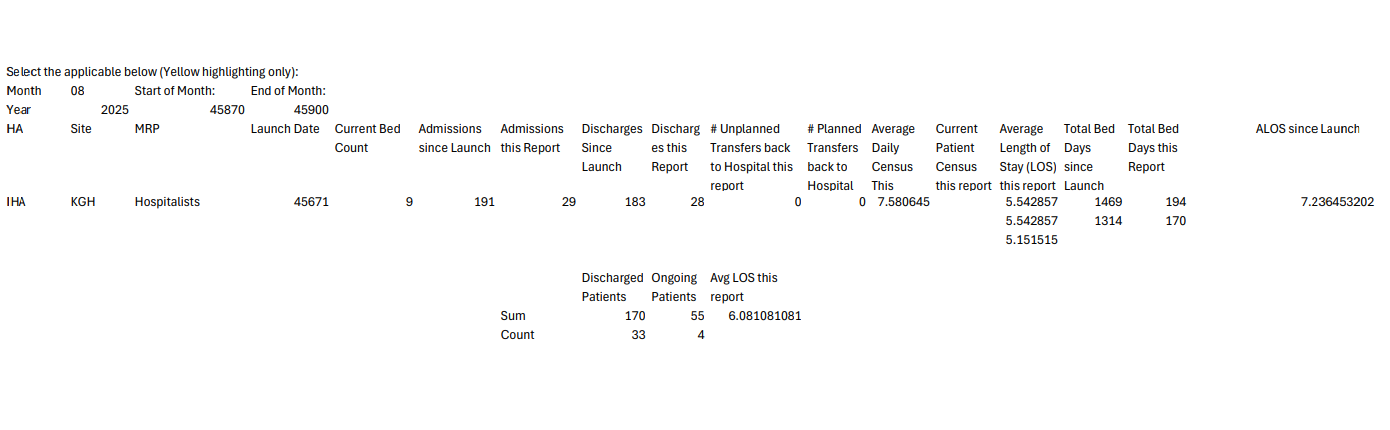 Select the applicable below (Yellow highlighting only):
Month 08 Start of Month: End of Month:
Year 2025 45870 45900
HA Site MRP Launch Date Current Bed Admissions Admissions Discharges Discharg # Unplanned # Planned Average Current Average Total Bed Total Bed ALOS since Launch
Count since Launch this Report Since es this Transfers back Transfers Daily Patient Length of Days Days this
Launch Report to Hospital this back to Census Census Stay (LOS) since Report
report Hospital This this report this report Launch
IHA KGH Hospitalists 45671 9 191 29 183 28 0 0 7.580645 5.542857 1469 194 7.236453202
5.542857 1314 170
5.151515
Discharged Ongoing Avg LOS this
Patients Patients report
Sum 170 55 6.081081081
Count 33 4